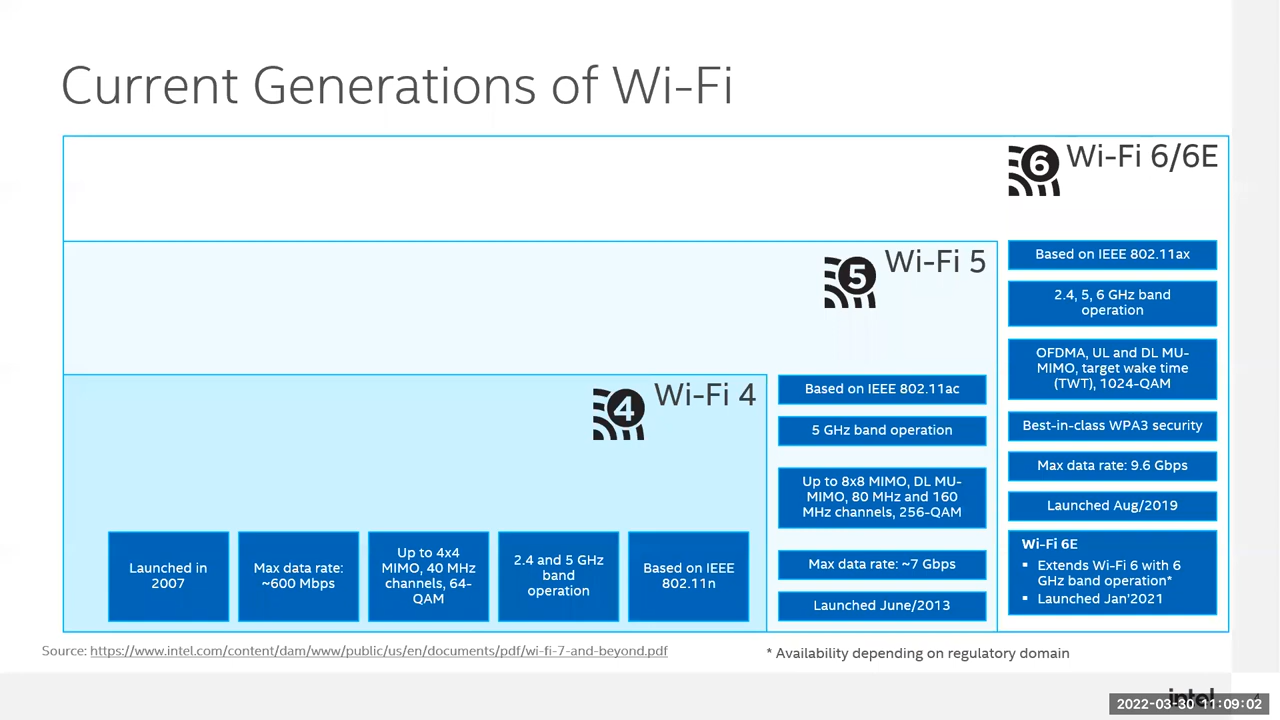 Current Generations of Wi-Fi
6 Wi-Fi 6/6E
Based on IEEE 802.11ax
2.4, 5, 6 GHz band
operation
OFDMA, UL and DL MU-
MIMO, target wake time
(TWT), 1024-QAM
Best-in-class WPA3 security
Max data rate: 9.6 Gbps
Launched Aug/2019
Wi-Fi 6E
▪ Extends Wi-Fi 6 with 6
GHz band operation*
▪ Launched Jan'2021
5 Wi-Fi 5
Based on IEEE 802.11ac
5 GHz band operation
Up to 8x8 MIMO, DL MU-
MIMO, 80 MHz and 160
MHz channels, 256-QAM
Max data rate: ~7 Gbps
Launched June/2013
4 Wi-Fi 4
Launched in
2007
Max data rate:
~600 Mbps
Up to 4x4
MIMO, 40 MHz
channels, 64-
QAM
2.4 and 5 GHz
band
operation
Based on IEEE
802.11n
Source: https://www.intel.com/content/dam/www/public/us/en/documents/pdf/wi-fi-7-and-beyond.pdf
* Availability depending on regulatory domain
intel
2022-03-30 11:09:02